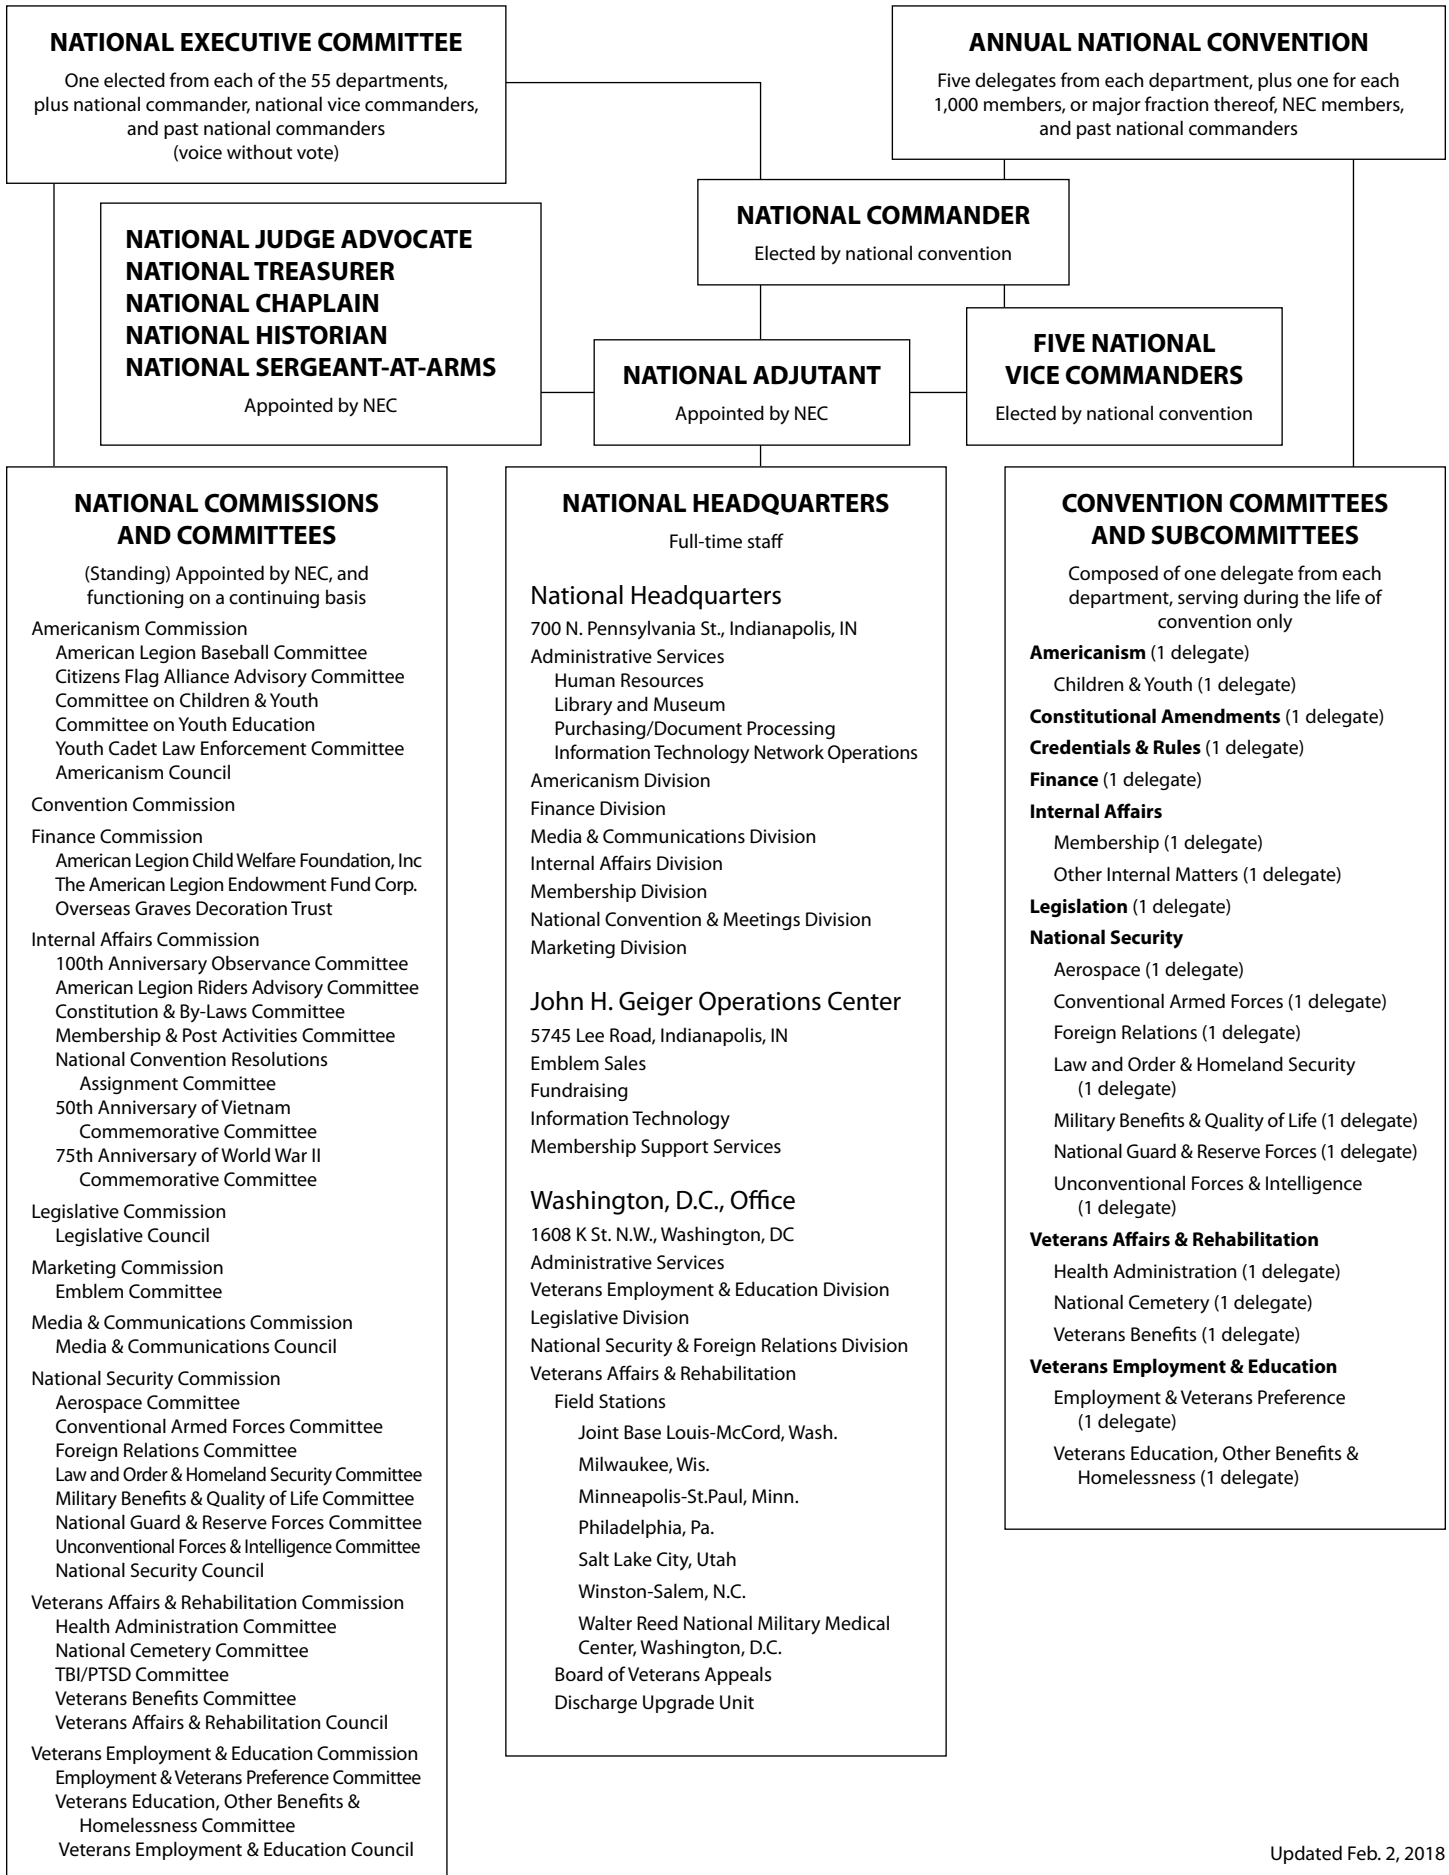 NATIONAL EXECUTIVE COMMITTEE
One elected from each of the 55 departments,
plus national commander, national vice commanders,
and past national commanders
(voice without vote)
ANNUAL NATIONAL CONVENTION
Five delegates from each department, plus one for each
1,000 members, or major fraction thereof, NEC members,
and past national commanders
NATIONAL COMMANDER
Elected by national convention
NATIONAL JUDGE ADVOCATE
NATIONAL TREASURER
NATIONAL CHAPLAIN
NATIONAL HISTORIAN
NATIONAL SERGEANT-AT-ARMS
Appointed by NEC
NATIONAL ADJUTANT
Appointed by NEC
FIVE NATIONAL
VICE COMMANDERS
Elected by national convention
NATIONAL COMMISSIONS
AND COMMITTEES
(Standing) Appointed by NEC, and
functioning on a continuing basis
Americanism Commission
American Legion Baseball Committee
Citizens Flag Alliance Advisory Committee
Committee on Children & Youth
Committee on Youth Education
Youth Cadet Law Enforcement Committee
Americanism Council
Convention Commission
Finance Commission
American Legion Child Welfare Foundation, Inc
The American Legion Endowment Fund Corp.
Overseas Graves Decoration Trust
Internal Affairs Commission
100th Anniversary Observance Committee
American Legion Riders Advisory Committee
Constitution & By-Laws Committee
Membership & Post Activities Committee
National Convention Resolutions
Assignment Committee
50th Anniversary of Vietnam
Commemorative Committee
75th Anniversary of World War II
Commemorative Committee
Legislative Commission
Legislative Council
Marketing Commission
Emblem Committee
Media & Communications Commission
Media & Communications Council
National Security Commission
Aerospace Committee
Conventional Armed Forces Committee
Foreign Relations Committee
Law and Order & Homeland Security Committee
Military Benefits & Quality of Life Committee
National Guard & Reserve Forces Committee
Unconventional Forces & Intelligence Committee
National Security Council
Veterans Affairs & Rehabilitation Commission
Health Administration Committee
National Cemetery Committee
TBI/PTSD Committee
Veterans Benefits Committee
Veterans Affairs & Rehabilitation Council
Veterans Employment & Education Commission
Employment & Veterans Preference Committee
Veterans Education, Other Benefits &
Homelessness Committee
Veterans Employment & Education Council
NATIONAL HEADQUARTERS
Full-time staff
National Headquarters
700 N. Pennsylvania St., Indianapolis, IN
Administrative Services
Human Resources
Library and Museum
Purchasing/Document Processing
Information Technology Network Operations
Americanism Division
Finance Division
Media & Communications Division
Internal Affairs Division
Membership Division
National Convention & Meetings Division
Marketing Division
John H. Geiger Operations Center
5745 Lee Road, Indianapolis, IN
Emblem Sales
Fundraising
Information Technology
Membership Support Services
Washington, D.C., Office
1608 K St. N.W., Washington, DC
Administrative Services
Veterans Employment & Education Division
Legislative Division
National Security & Foreign Relations Division
Veterans Affairs & Rehabilitation
Field Stations
Joint Base Louis-McCord, Wash.
Milwaukee, Wis.
Minneapolis-St.Paul, Minn.
Philadelphia, Pa.
Salt Lake City, Utah
Winston-Salem, N.C.
Walter Reed National Military Medical
Center, Washington, D.C.
Board of Veterans Appeals
Discharge Upgrade Unit
CONVENTION COMMITTEES
AND SUBCOMMITTEES
Composed of one delegate from each
department, serving during the life of
convention only
Americanism (1 delegate)
Children & Youth (1 delegate)
Constitutional Amendments (1 delegate)
Credentials & Rules (1 delegate)
Finance (1 delegate)
Internal Affairs
Membership (1 delegate)
Other Internal Matters (1 delegate)
Legislation (1 delegate)
National Security
Aerospace (1 delegate)
Conventional Armed Forces (1 delegate)
Foreign Relations (1 delegate)
Law and Order & Homeland Security
(1 delegate)
Military Benefits & Quality of Life (1 delegate)
National Guard & Reserve Forces (1 delegate)
Unconventional Forces & Intelligence
(1 delegate)
Veterans Affairs & Rehabilitation
Health Administration (1 delegate)
National Cemetery (1 delegate)
Veterans Benefits (1 delegate)
Veterans Employment & Education
Employment & Veterans Preference
(1 delegate)
Veterans Education, Other Benefits &
Homelessness (1 delegate)
Updated Feb. 2, 2018